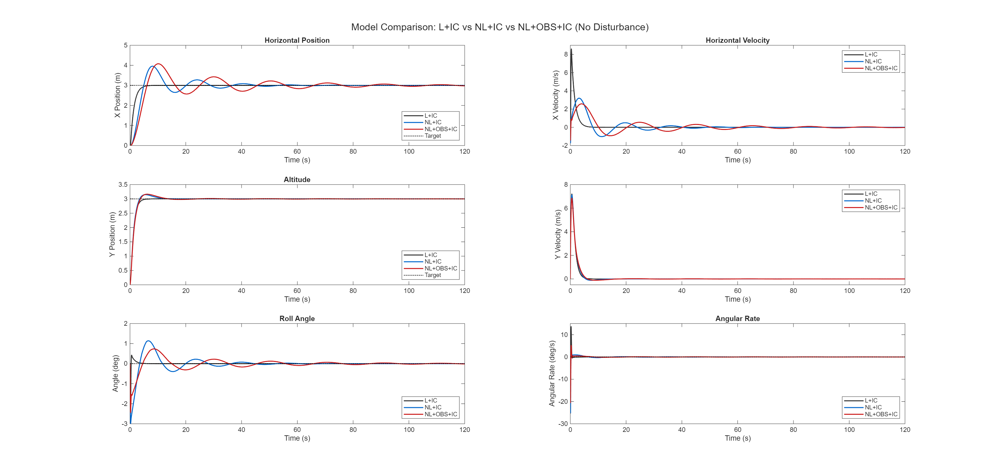 Model Comparison: L+IC vs NL+IC vs NL+OBS+IC (No Disturbance)
Horizontal Position
5
4
3
2
1
0
X Position (m)
0 20 40 60 80 100 120
Time (s)
L+IC
NL+IC
NL+OBS+IC
Target
Horizontal Velocity
8
6
4
2
0
-2
X Velocity (m/s)
0 20 40 60 80 100 120
Time (s)
L+IC
NL+IC
NL+OBS+IC
Altitude
3.5
3
2.5
2
1.5
1
0.5
0
Y Position (m)
0 20 40 60 80 100 120
Time (s)
L+IC
NL+IC
NL+OBS+IC
Target
8
6
4
2
0
Y Velocity (m/s)
0 20 40 60 80 100 120
Time (s)
L+IC
NL+IC
NL+OBS+IC
Roll Angle
2
1
0
-1
-2
-3
Angle (deg)
0 20 40 60 80 100 120
Time (s)
L+IC
NL+IC
NL+OBS+IC
Angular Rate
10
0
-10
-20
-30
Angular Rate (deg/s)
0 20 40 60 80 100 120
Time (s)
L+IC
NL+IC
NL+OBS+IC